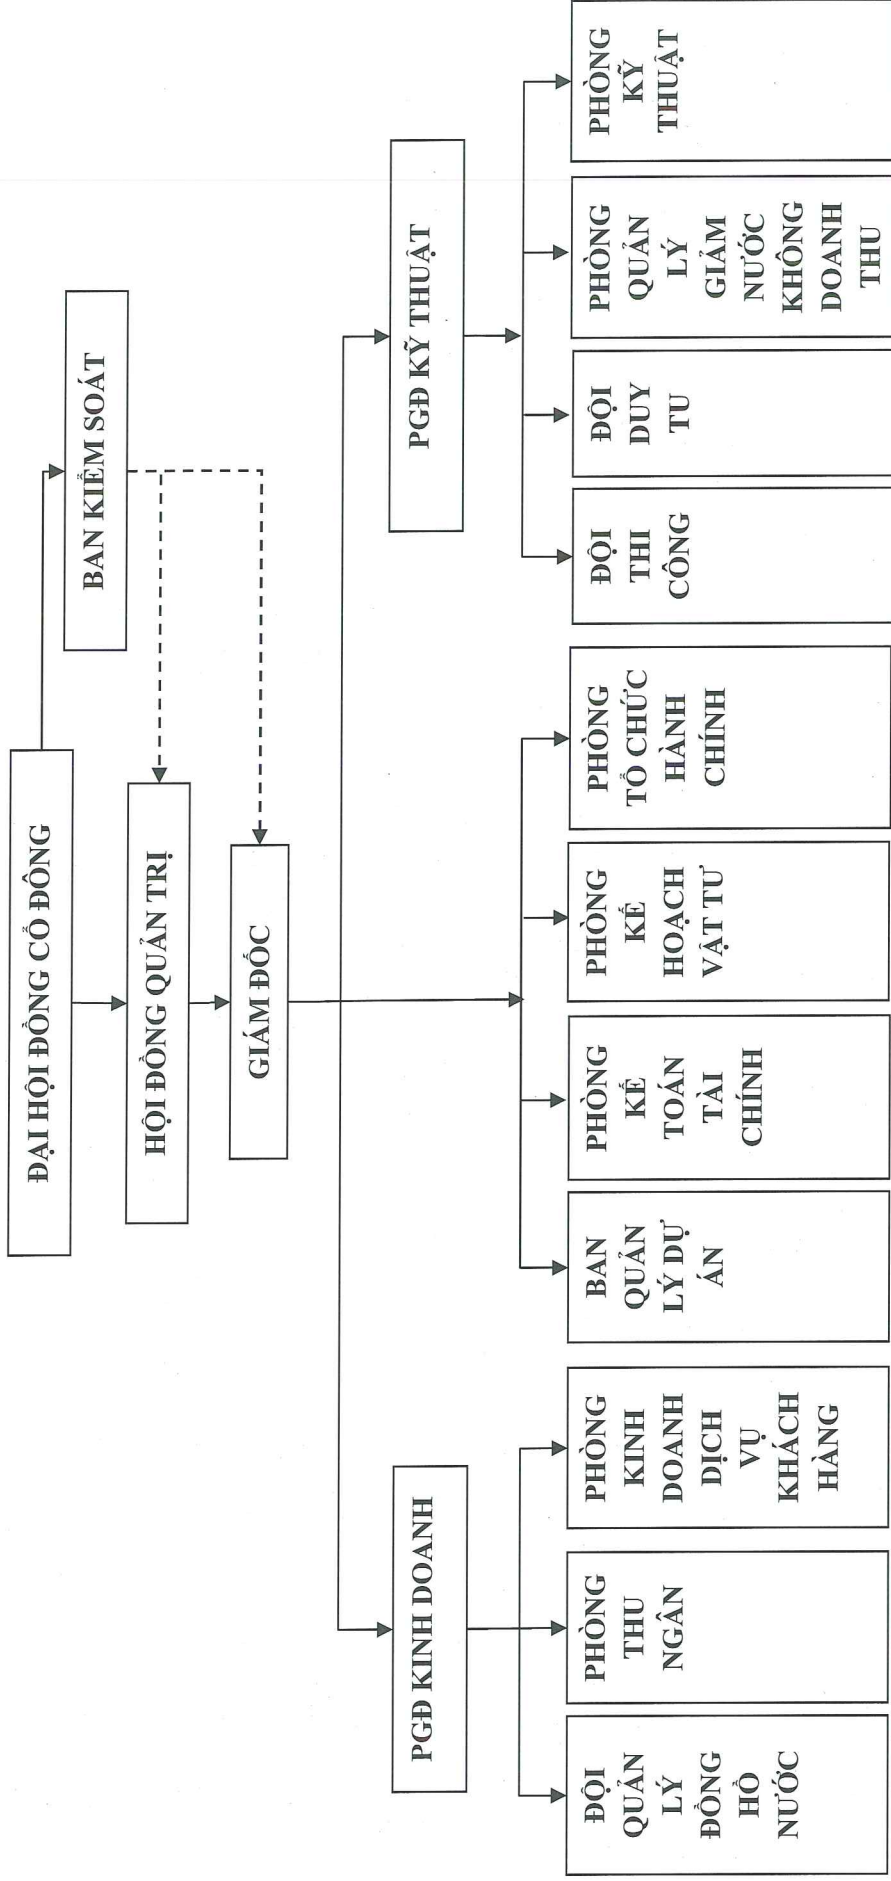 ĐẠI HỘI ĐỒNG CỔ ĐÔNG
BAN KIỂM SOÁT
HỘI ĐỒNG QUẢN TRỊ
GIÁM ĐỐC
PGĐ KINH DOANH
PGĐ KỸ THUẬT
ĐỘI
QUẢN
LÝ
ĐỒNG
HỒ
NƯỚC
PHÒNG
THU
NGÂN
PHÒNG
KINH
DOANH
DỊCH
VỤ
KHÁCH
HÀNG
BAN
QUẢN
LÝ DỰ
ÁN
PHÒNG
KẾ
TOÁN
TÀI
CHÍNH
PHÒNG
KẾ
HOẠCH
VẬT TƯ
PHÒNG
TỔ CHỨC
HÀNH
CHÍNH
ĐỘI
THI
CÔNG
ĐỘI
DUY
TU
PHÒNG
QUẢN
LÝ
GIẢM
NƯỚC
KHÔNG
DOANH
THU
PHÒNG
KỸ
THUẬT